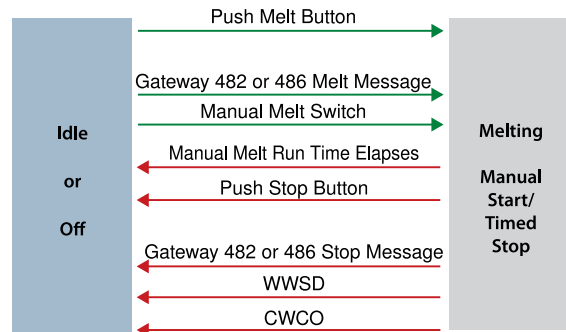 Push Melt Button
Gateway 482 or 486 Melt Message
Manual Melt Switch
Manual Melt Run Time Elapses
Push Stop Button
Gateway 482 or 486 Stop Message
WWSD
CWCO
Idle
or
Off
Melting
Manual
Start/
Timed
Stop